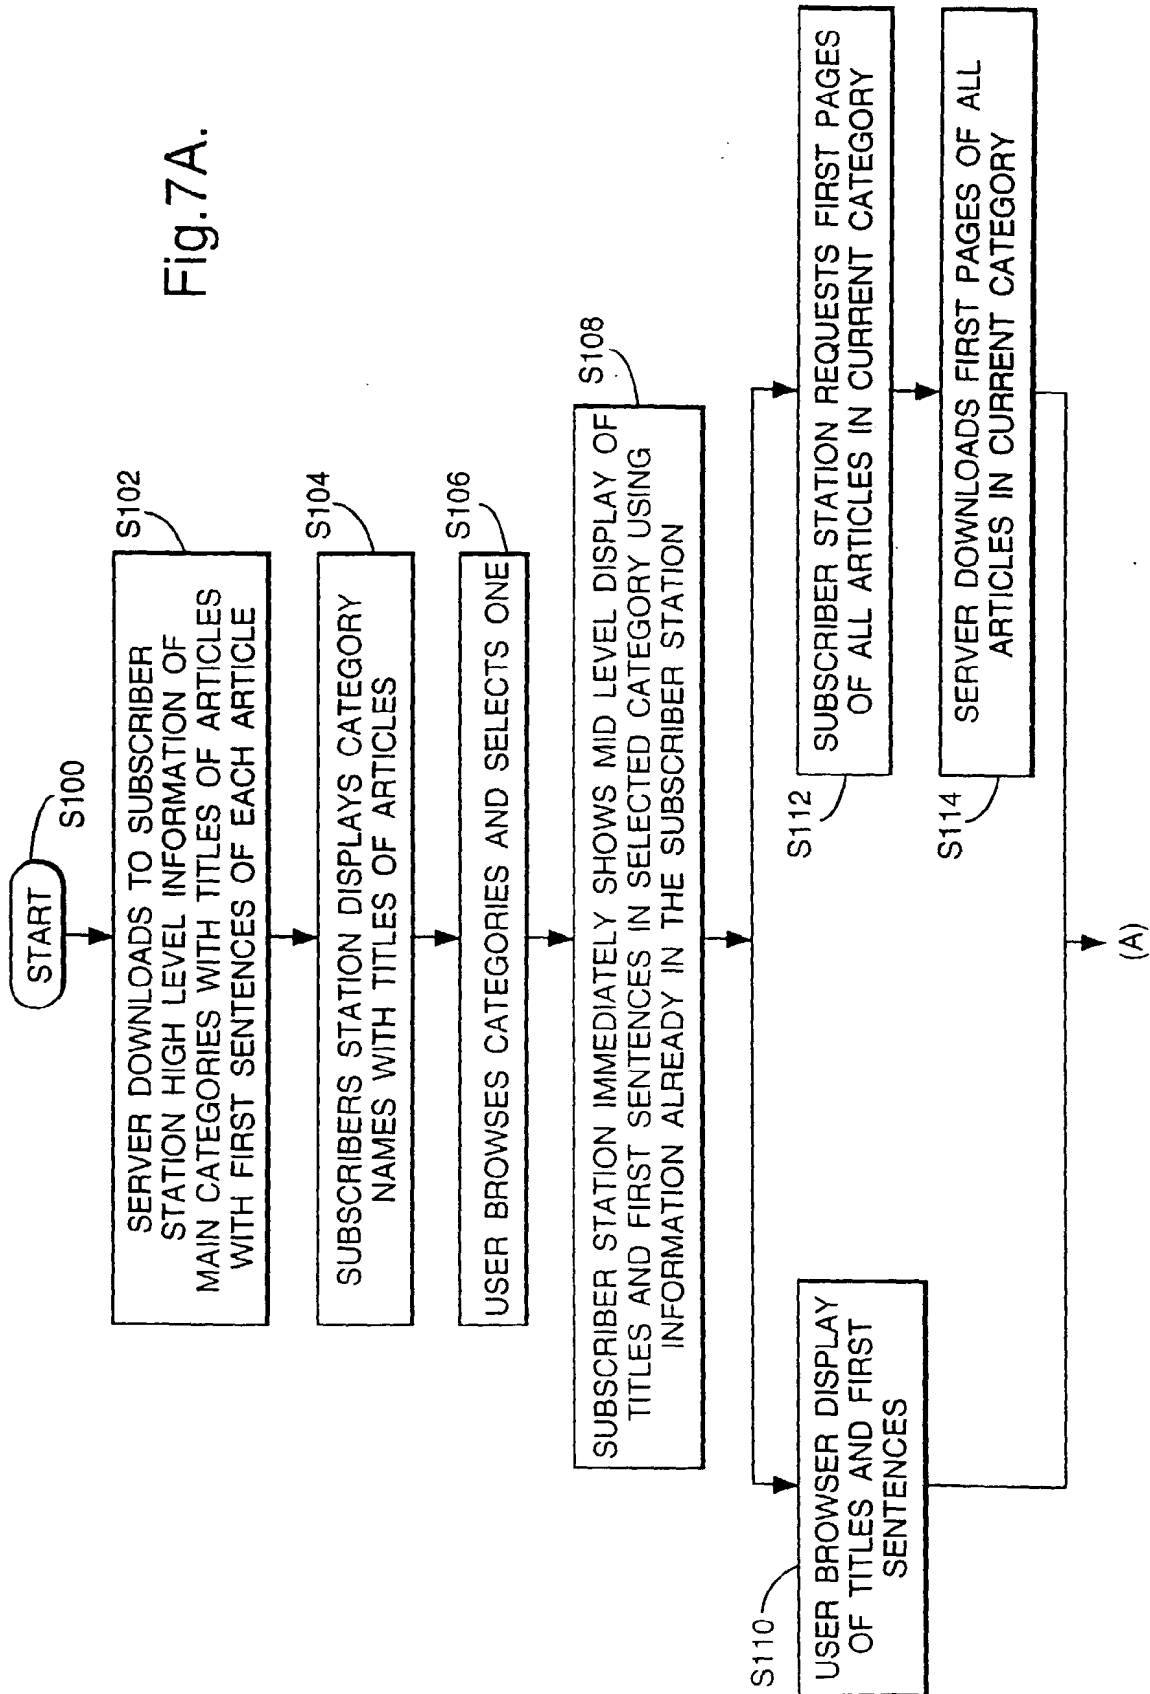 Fig.7A.
START
S100
SERVER DOWNLOADS TO SUBSCRIBER
STATION HIGH LEVEL INFORMATION OF
MAIN CATEGORIES WITH TITLES OF ARTICLES
WITH FIRST SENTENCES OF EACH ARTICLE
S102
SUBSCRIBERS STATION DISPLAYS CATEGORY
NAMES WITH TITLES OF ARTICLES
S104
USER BROWSES CATEGORIES AND SELECTS ONE
S106
SUBSCRIBER STATION IMMEDIATELY SHOWS MID LEVEL DISPLAY OF
TITLES AND FIRST SENTENCES IN SELECTED CATEGORY USING
INFORMATION ALREADY IN THE SUBSCRIBER STATION
S108
S110
USER BROWSER DISPLAY
OF TITLES AND FIRST
SENTENCES
S112
SUBSCRIBER STATION REQUESTS FIRST PAGES
OF ALL ARTICLES IN CURRENT CATEGORY
S114
SERVER DOWNLOADS FIRST PAGES OF ALL
ARTICLES IN CURRENT CATEGORY
(A)